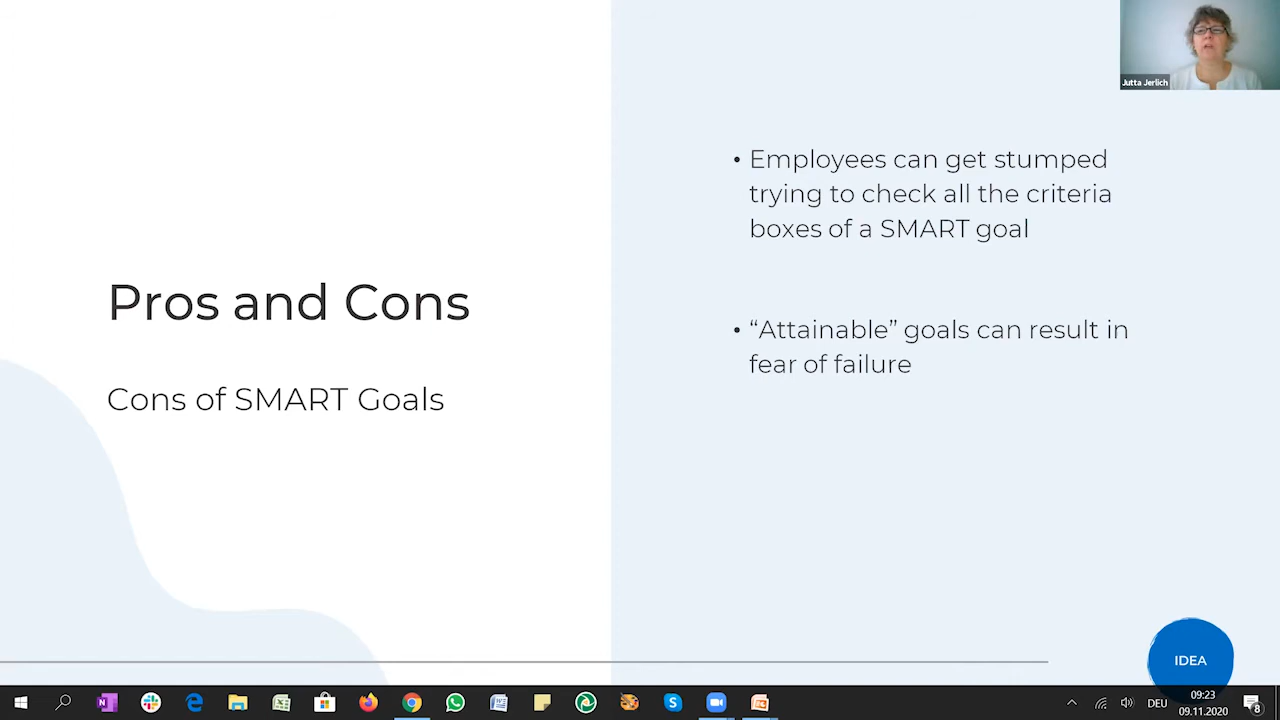 Jutta Jerlich
Pros and Cons
Cons of SMART Goals
• Employees can get stumped
trying to check all the criteria
boxes of a SMART goal
• “Attainable” goals can result in
fear of failure
IDEA
DEU
09:23
09.11.2020
8